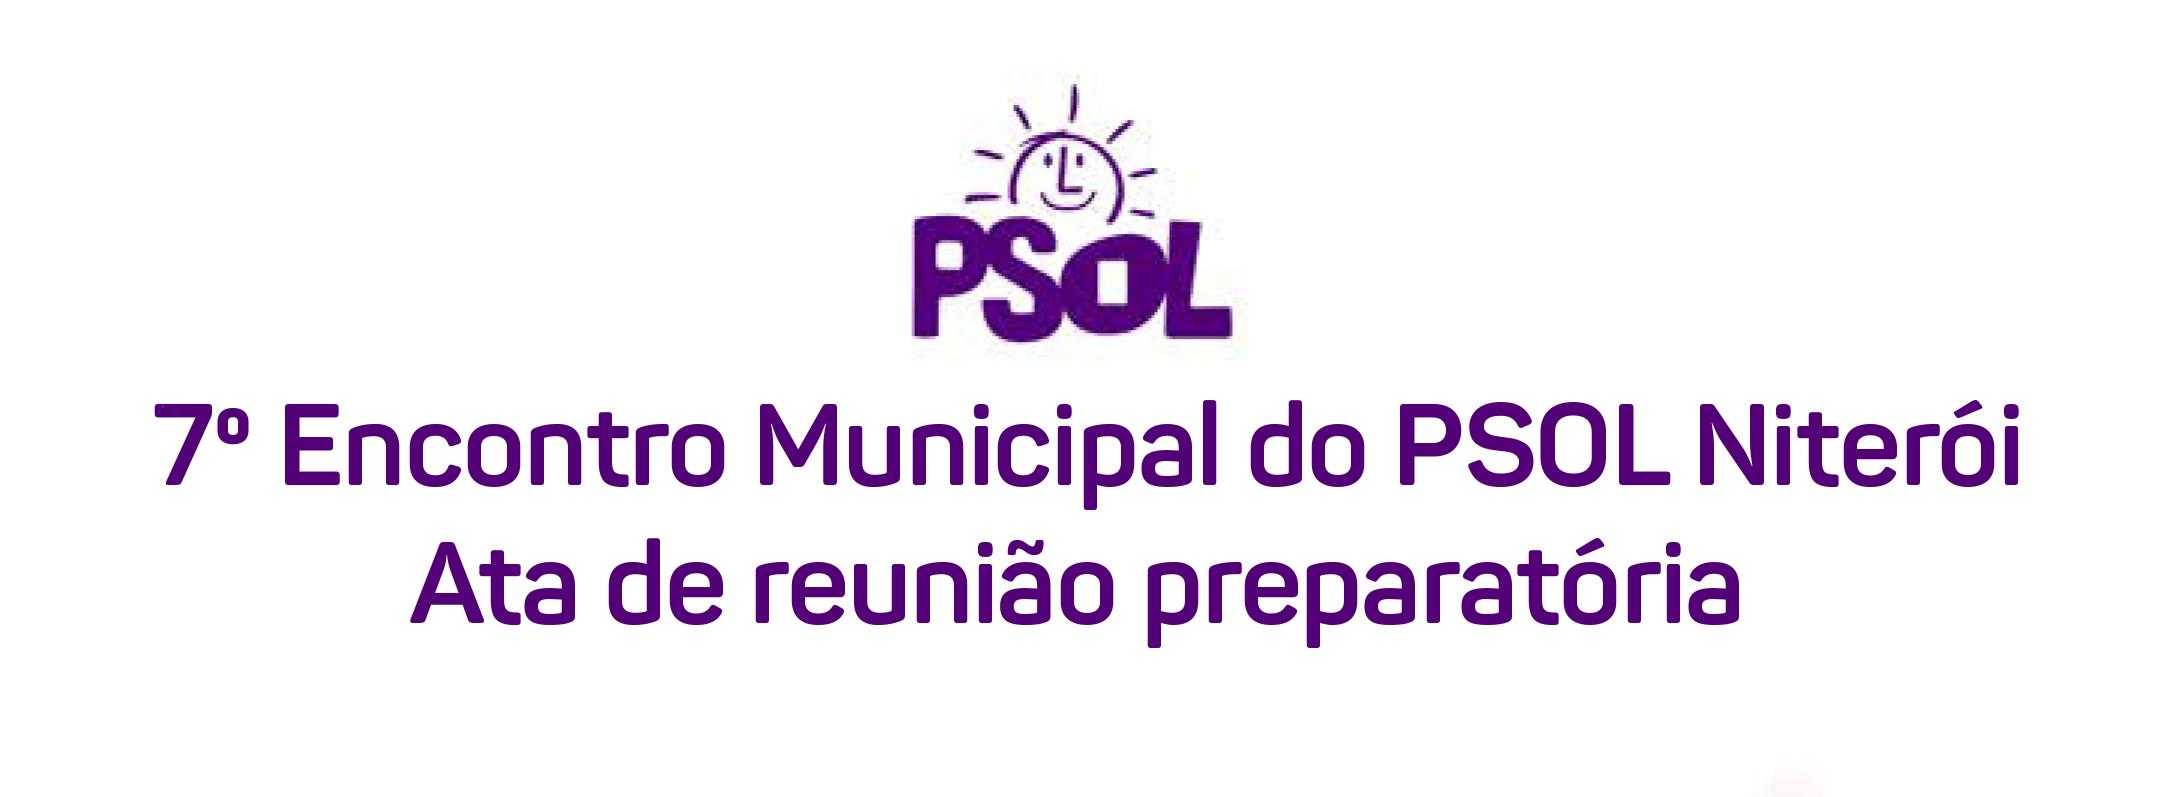 PSOL
7º Encontro Municipal do PSOL Niterói
Ata de reunião preparatória